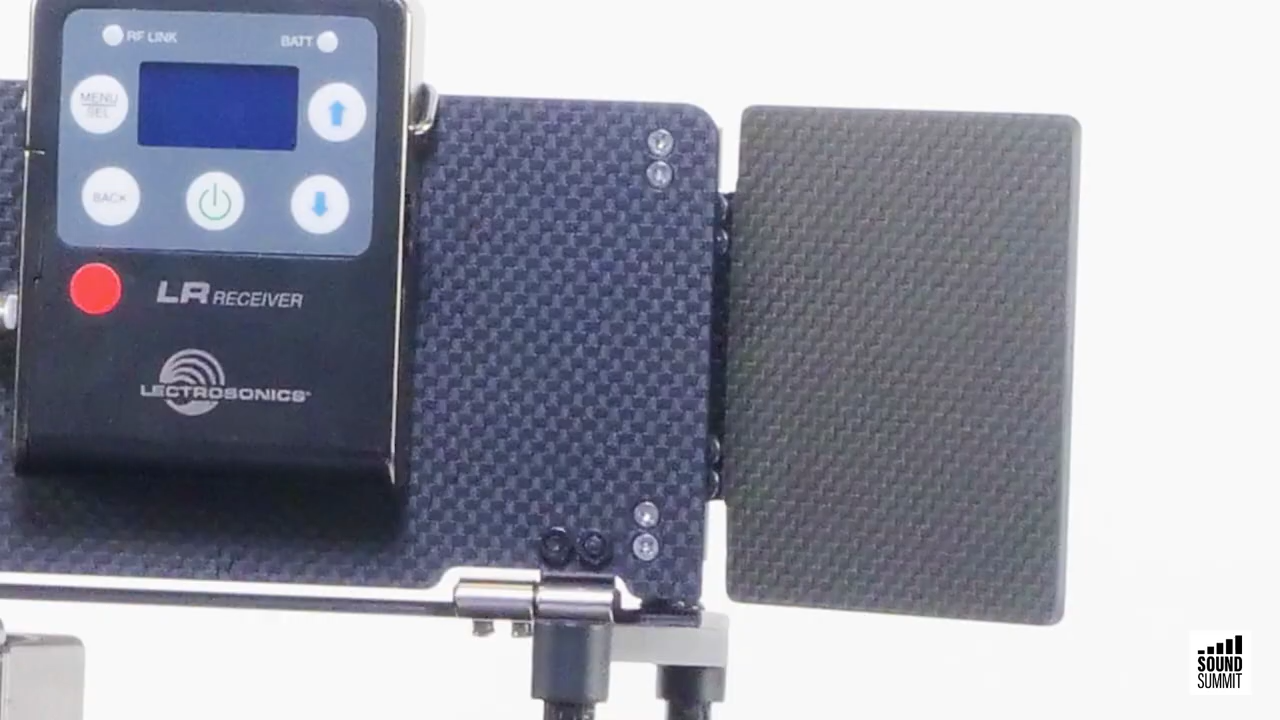 RF LINK
BATT
MENU
SEL
BACK
LR RECEIVER
LECTROSONICS
SOUND
SUMMIT